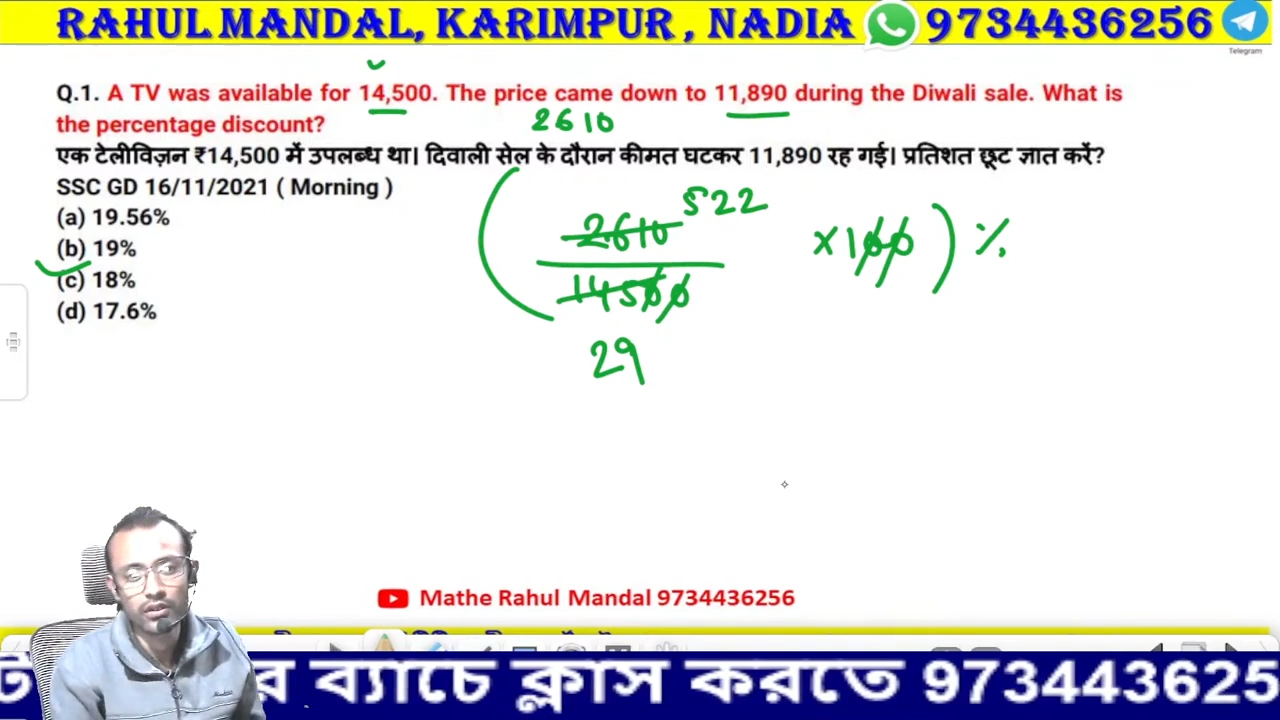 RAHUL MANDAL, KARIMPUR , NADIA 9734436256
Telegram
Q.1. A TV was available for 14,500. The price came down to 11,890 during the Diwali sale. What is
the percentage discount?
2610
एक टेलीविज़न ₹14,500 में उपलब्ध था। दिवाली सेल के दौरान कीमत घटकर 11,890 रह गई। प्रतिशत छूट ज्ञात करें?
SSC GD 16/11/2021 ( Morning )
(a) 19.56%
(b) 19%
(c) 18%
(d) 17.6%
522
( 2610
14500 ×100 ) %
29
Mathe Rahul Mandal 9734436256
র ব্যাচে ক্লাস করতে 973443625